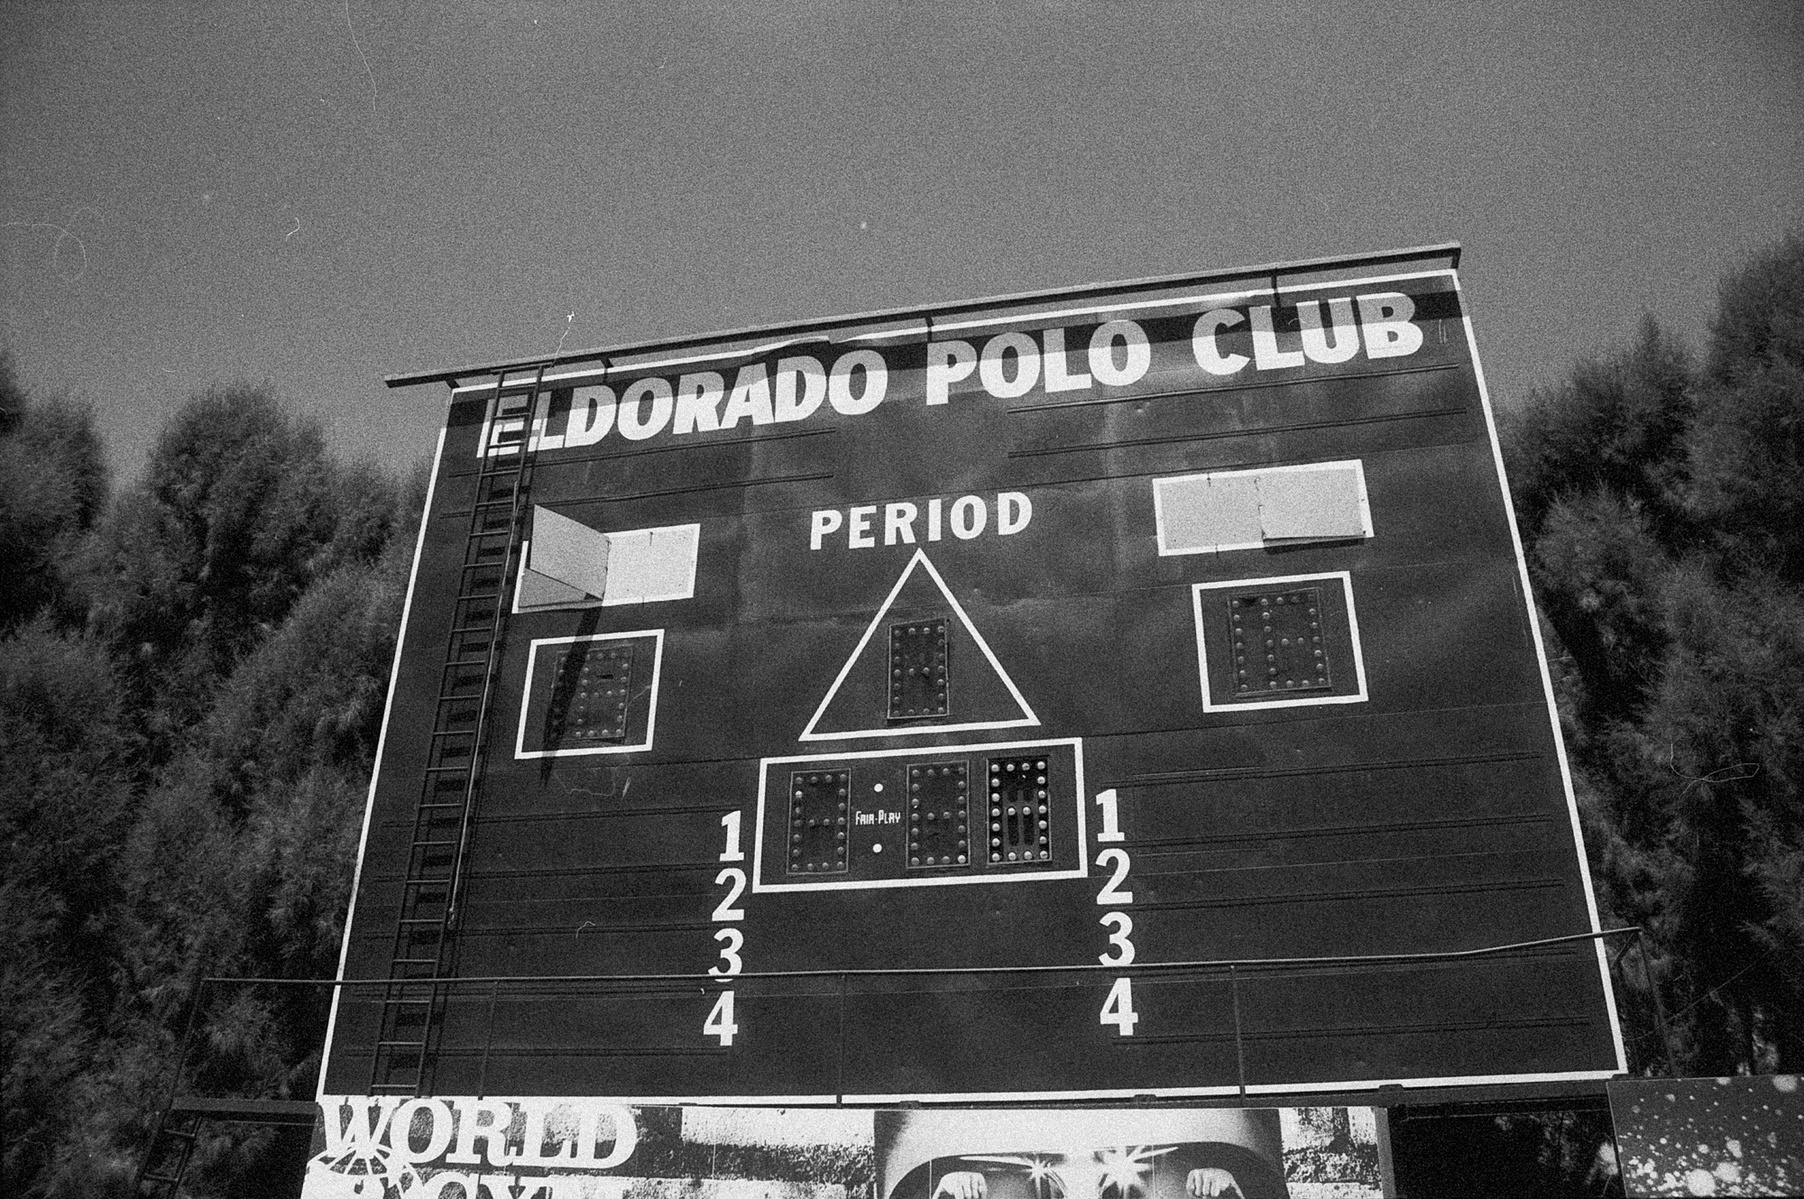 ELDORADO POLO CLUB
PERIOD
FAIR-PLAY
1 1
2 2
3 3
4 4
WORLD